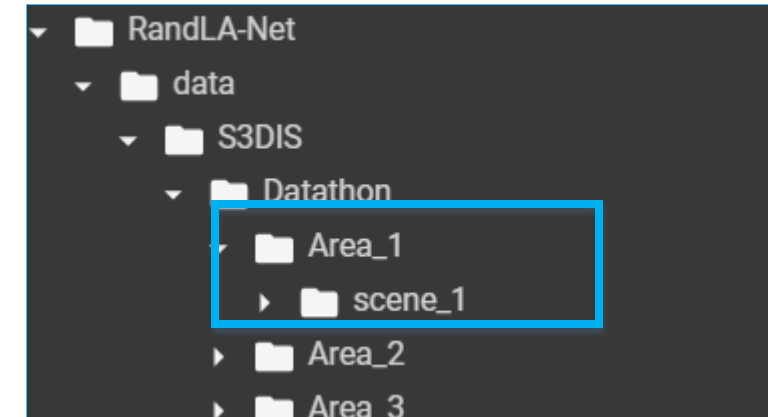 RandLA-Net
data
S3DIS
Datathon
Area_1
scene_1
Area_2
Area_3